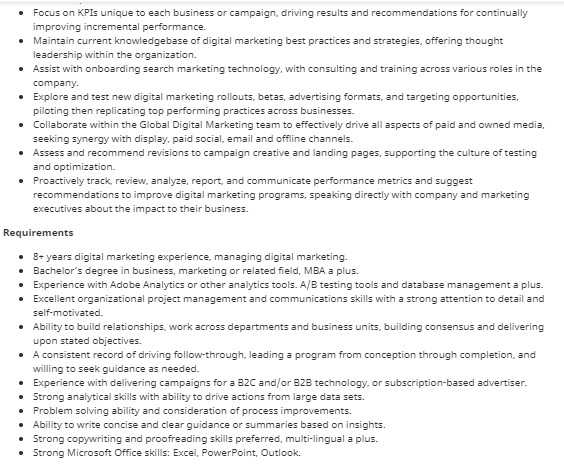 • Focus on KPIs unique to each business or campaign, driving results and recommendations for continually
improving incremental performance.
• Maintain current knowledgebase of digital marketing best practices and strategies, offering thought
leadership within the organization.
• Assist with onboarding search marketing technology, with consulting and training across various roles in the
company.
• Explore and test new digital marketing rollouts, betas, advertising formats, and targeting opportunities,
piloting then replicating top performing practices across businesses.
• Collaborate within the Global Digital Marketing team to effectively drive all aspects of paid and owned media,
seeking synergy with display, paid social, email and offline channels.
• Assess and recommend revisions to campaign creative and landing pages, supporting the culture of testing
and optimization.
• Proactively track, review, analyze, report, and communicate performance metrics and suggest
recommendations to improve digital marketing programs, speaking directly with company and marketing
executives about the impact to their business.
Requirements
• 8+ years digital marketing experience, managing digital marketing.
• Bachelor's degree in business, marketing or related field, MBA a plus.
• Experience with Adobe Analytics or other analytics tools. A/B testing tools and database management a plus.
• Excellent organizational project management and communications skills with a strong attention to detail and
self-motivated.
• Ability to build relationships, work across departments and business units, building consensus and delivering
upon stated objectives.
• A consistent record of driving follow-through, leading a program from conception through completion, and
willing to seek guidance as needed.
• Experience with delivering campaigns for a B2C and/or B2B technology, or subscription-based advertiser.
• Strong analytical skills with ability to drive actions from large data sets.
• Problem solving ability and consideration of process improvements.
• Ability to write concise and clear guidance or summaries based on insights.
• Strong copywriting and proofreading skills preferred, multi-lingual a plus.
• Strong Microsoft Office skills: Excel, PowerPoint, Outlook.